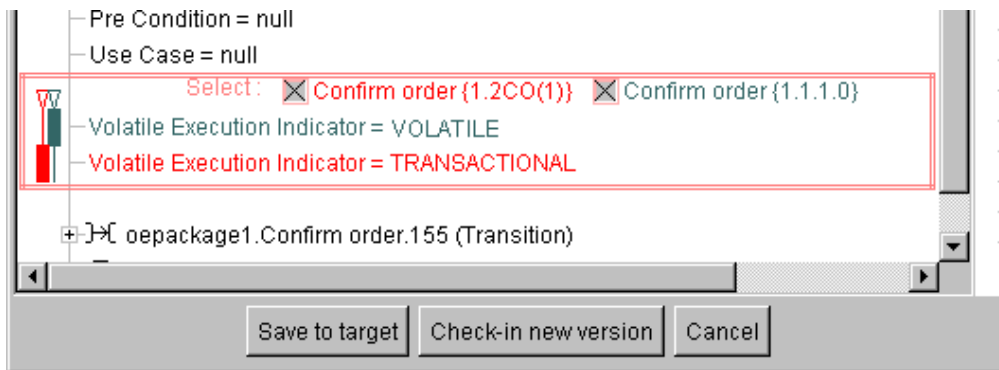 Pre Condition = null
Use Case = null
Select : Confirm order {1.2CO(1)} Confirm order {1.1.1.0}
Volatile Execution Indicator = VOLATILE
Volatile Execution Indicator = TRANSACTIONAL
oepackage1.Confirm order.155 (Transition)
Save to target Check-in new version Cancel